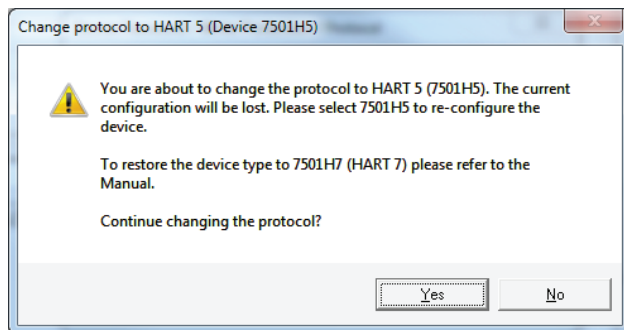 Change protocol to HART 5 (Device 7501H5)
You are about to change the protocol to HART 5 (7501H5). The current
configuration will be lost. Please select 7501H5 to re-configure the
device.
To restore the device type to 7501H7 (HART 7) please refer to the
Manual.
Continue changing the protocol?
Yes
No